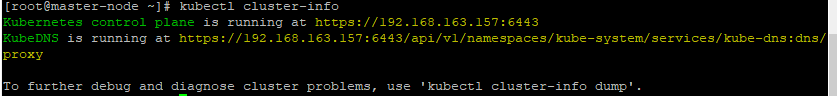 [root@master-node ~]# kubectl cluster-info
Kubernetes control plane is running at https://192.168.163.157:6443
KubeDNS is running at https://192.168.163.157:6443/api/v1/namespaces/kube-system/services/kube-dns:dns/
proxy
To further debug and diagnose cluster problems, use 'kubectl cluster-info dump'.